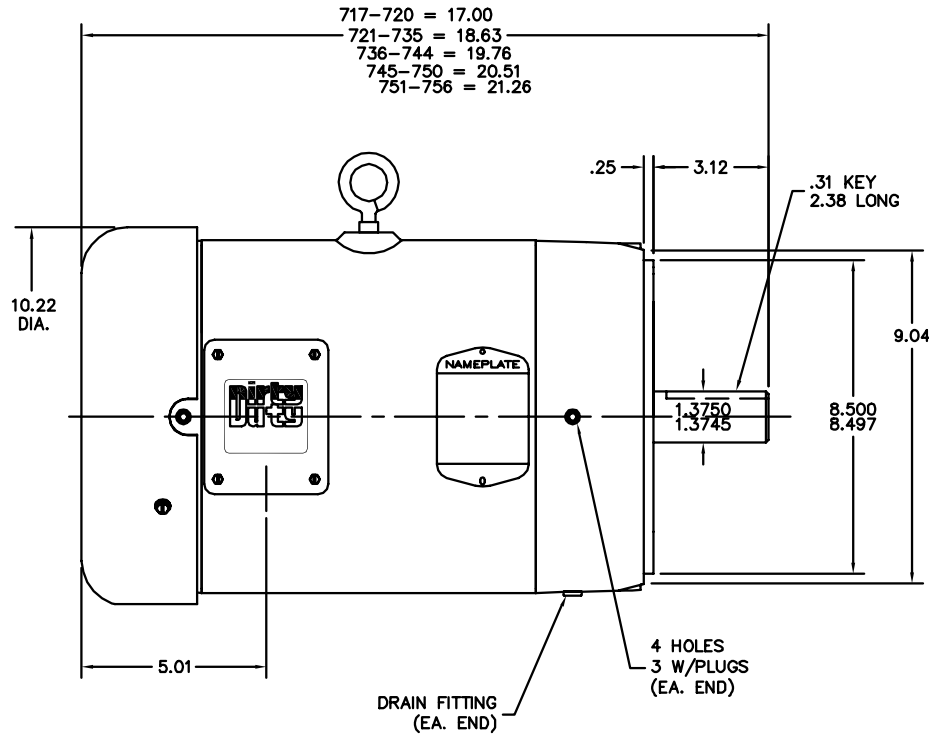 717-720 = 17.00
721-735 = 18.63
736-744 = 19.76
745-750 = 20.51
751-756 = 21.26
.25
3.12
.31 KEY
2.38 LONG
10.22
DIA.
9.04
NAMEPLATE
Dirty
Duty
1.3750
1.3745
8.500
8.497
5.01
4 HOLES
3 W/PLUGS
(EA. END)
DRAIN FITTING
(EA. END)